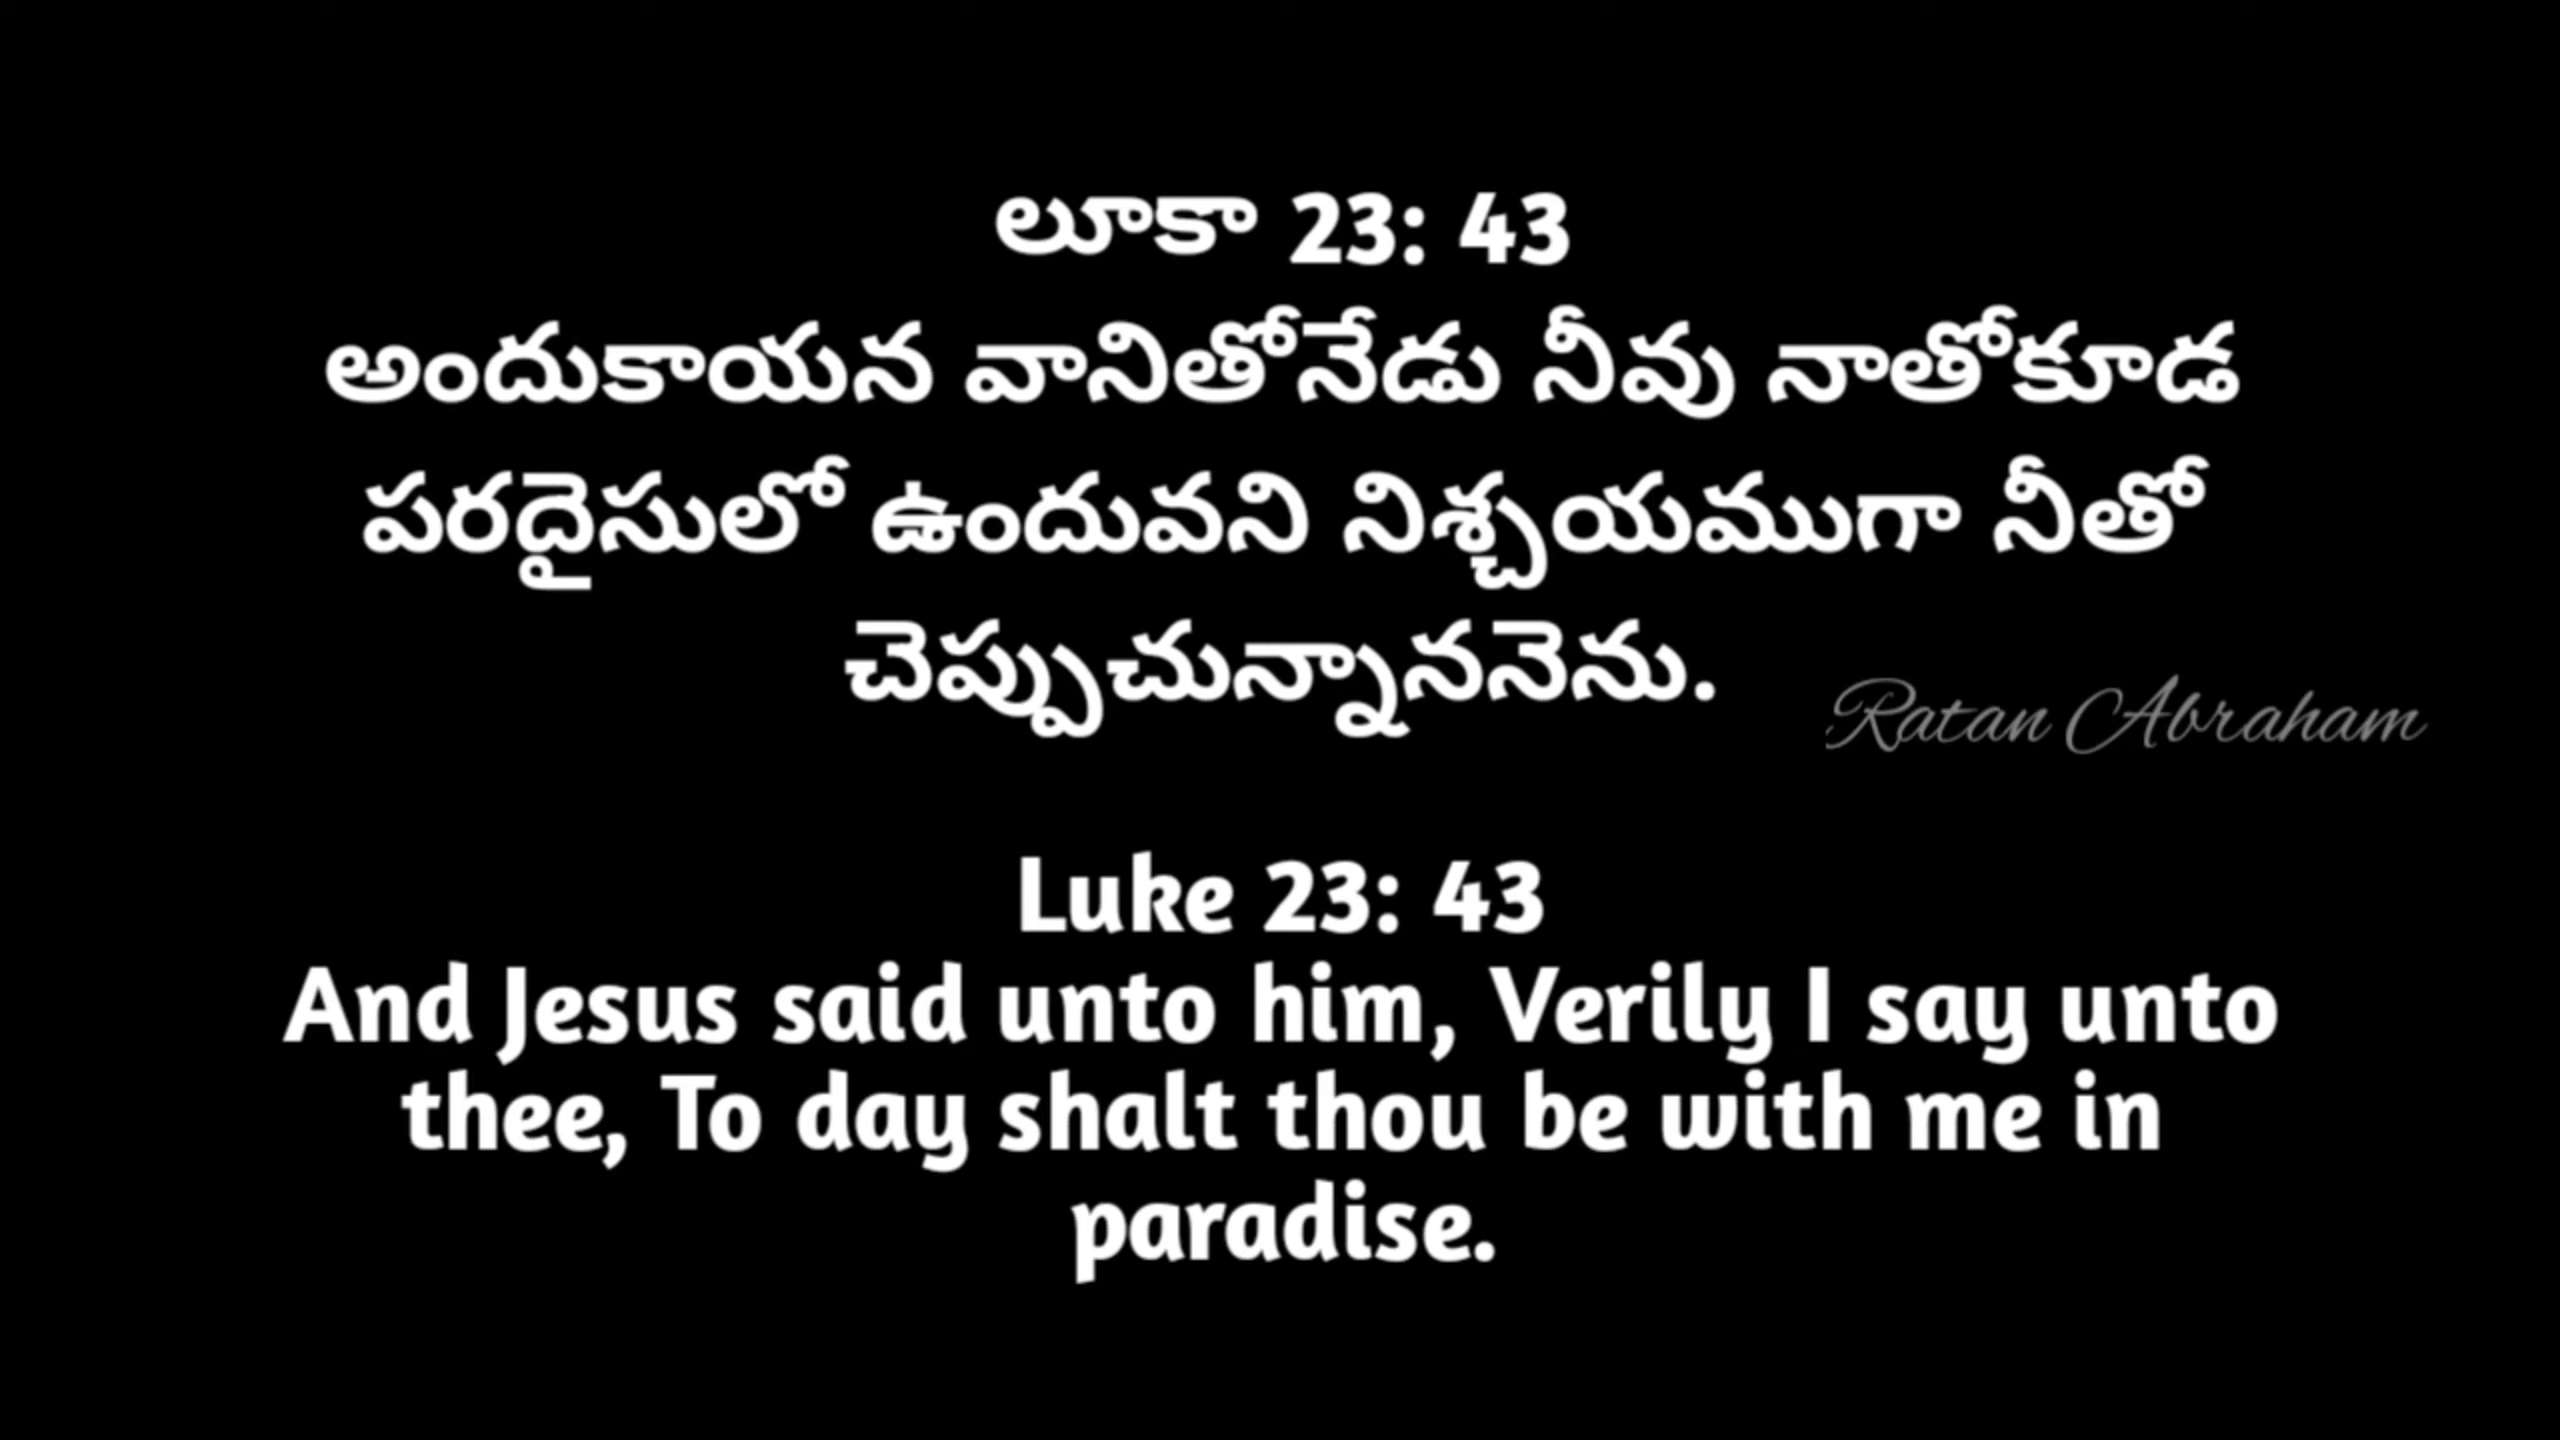 లూకా 23: 43
అందుకాయన వానితోనేడు నీవు నాతోకూడ
పరదైసులో ఉందువని నిశ్చయముగా నీతో
చెప్పుచున్నాననెను.
Ratan Abraham
Luke 23: 43
And Jesus said unto him, Verily I say unto
thee, To day shalt thou be with me in
paradise.